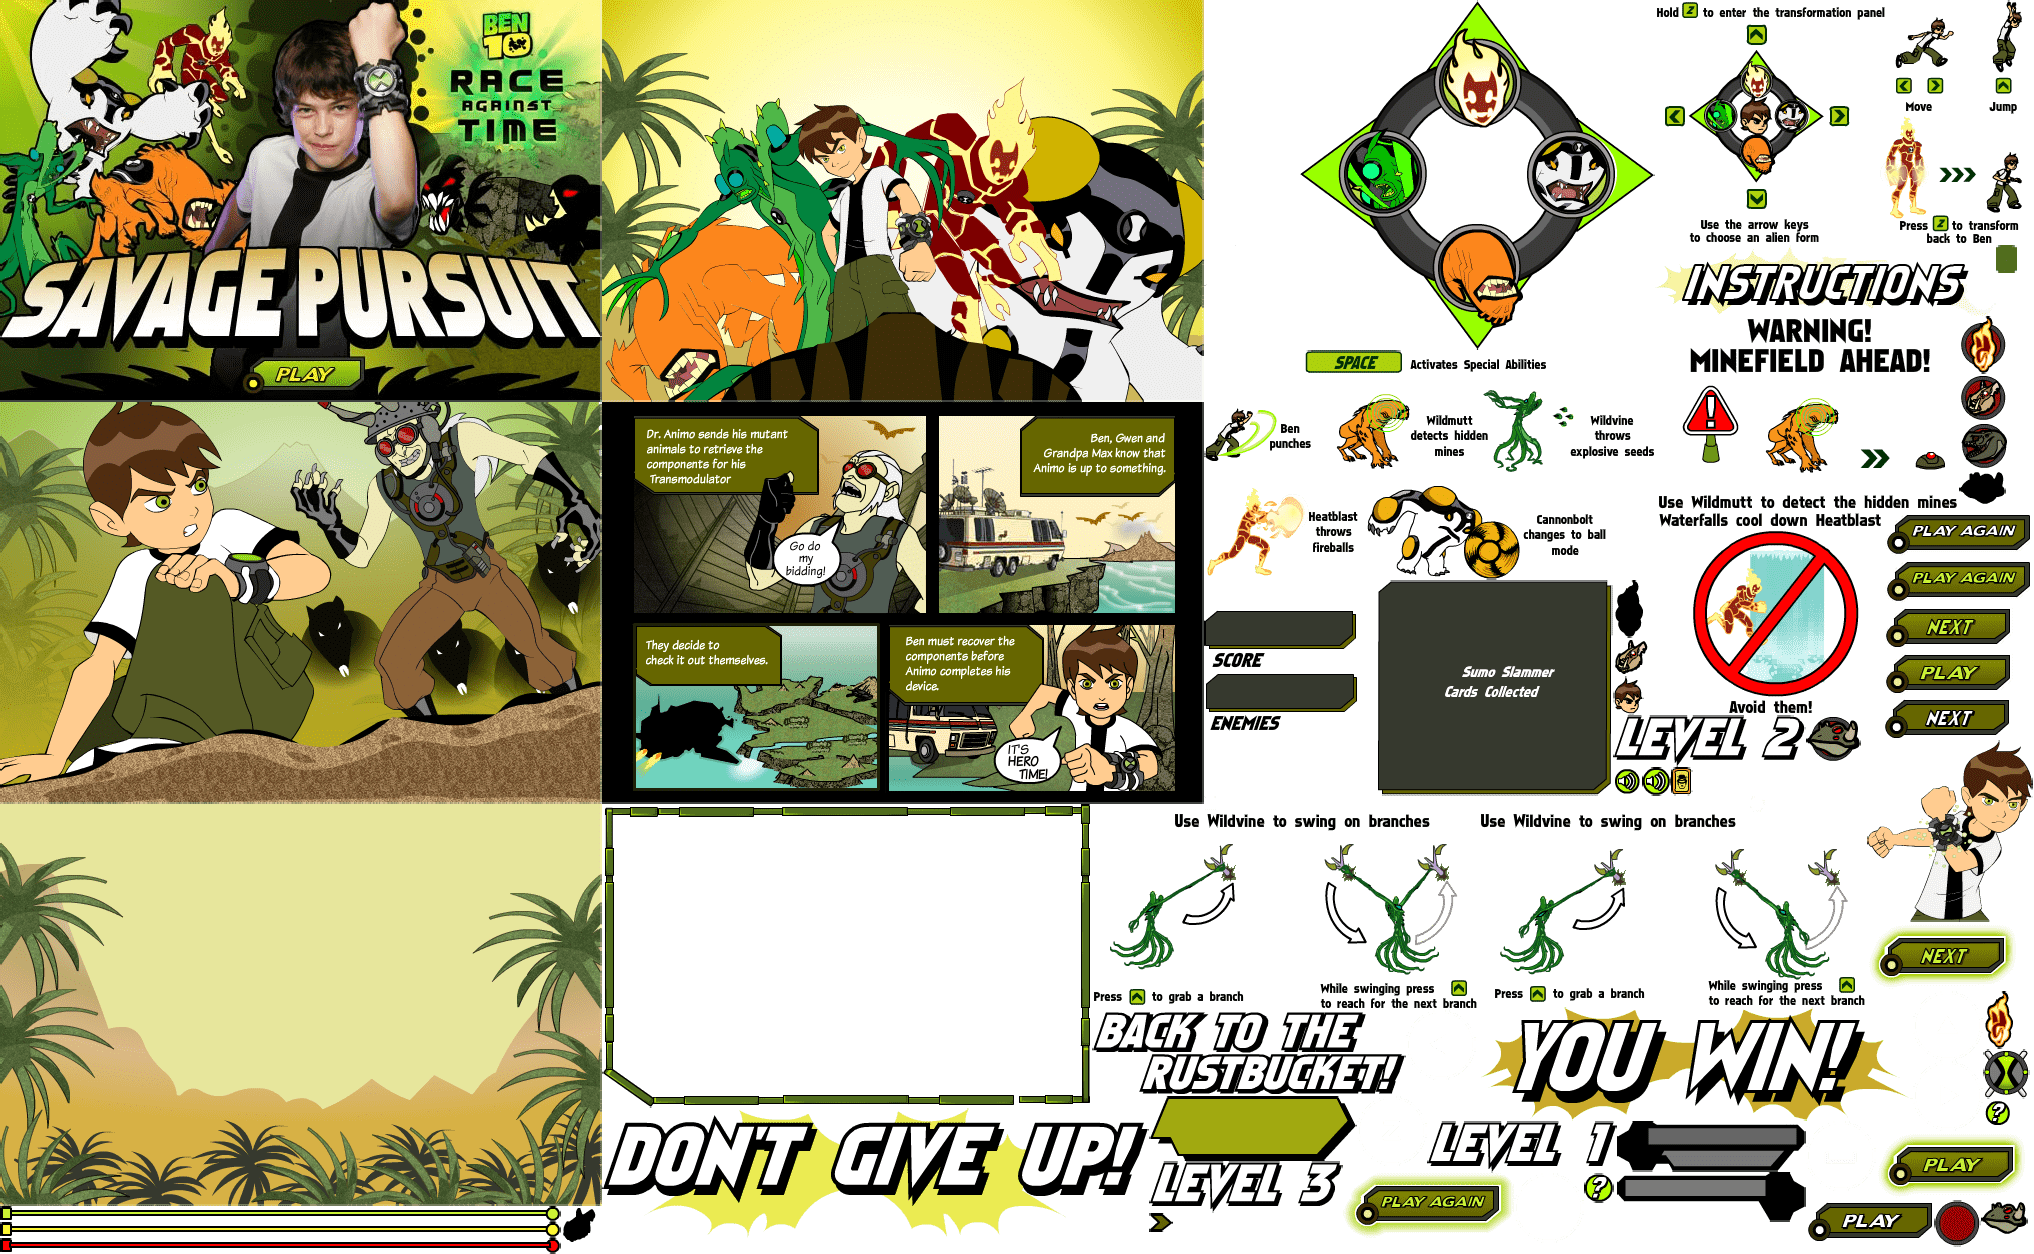 BEN
10
RACE
AGAINST
TIME
SAVAGE PURSUIT
PLAY
Hold Z to enter the transformation panel
Move
Jump
Use the arrow keys
to choose an alien form
Press Z to transform
back to Ben
INSTRUCTIONS
WARNING!
MINEFIELD AHEAD!
SPACE
Activates Special Abilities
Ben
punches
Wildmutt
detects hidden
mines
Wildvine
throws
explosive seeds
Heatblast
throws
fireballs
Cannonbolt
changes to ball
mode
Use Wildmutt to detect the hidden mines
Waterfalls cool down Heatblast
Avoid them!
PLAY AGAIN
PLAY AGAIN
NEXT
PLAY
NEXT
Dr. Animo sends his mutant
animals to retrieve the
components for his
Transmodulator
Go do
my
bidding!
Ben, Gwen and
Grandpa Max know that
Animo is up to something.
They decide to
check it out themselves.
Ben must recover the
components before
Animo completes his
device.
IT'S
HERO
TIME!
SCORE
ENEMIES
Sumo Slammer
Cards Collected
LEVEL 2
Use Wildvine to swing on branches
Use Wildvine to swing on branches
Press to grab a branch
While swinging press
to reach for the next branch
Press to grab a branch
While swinging press
to reach for the next branch
NEXT
BACK TO THE
RUSTBUCKET!
YOU WIN!
?
DON'T GIVE UP!
LEVEL 3
LEVEL 1
?
PLAY AGAIN
PLAY
PLAY